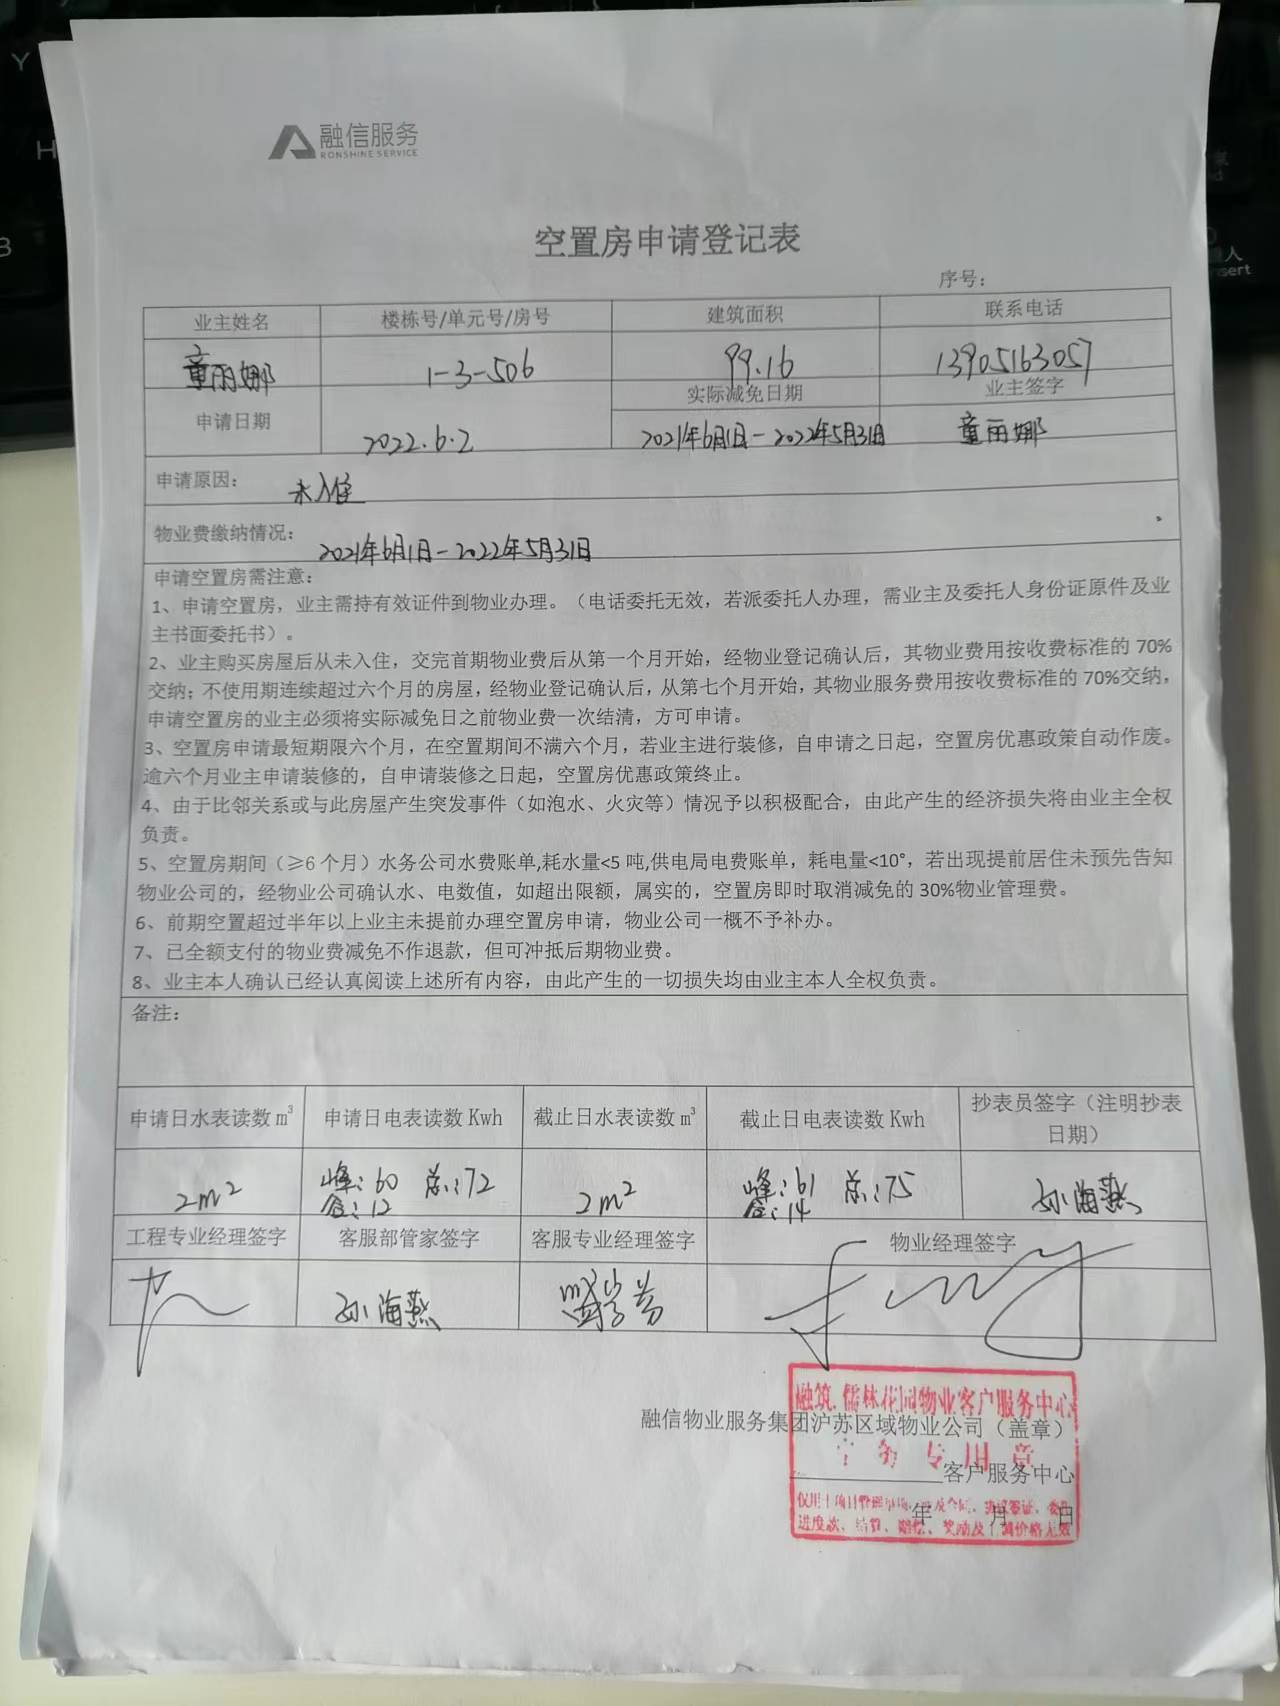 融信服务
RONSHINE SERVICE
空置房申请登记表
序号：
业主姓名 楼栋号/单元号/房号 建筑面积 联系电话
童丽娜 1-3-506 99.16 13905163057
申请日期 2022.6.2 实际减免日期 业主签字
2021年6月1日-2022年5月31日 童丽娜
申请原因： 未入住
物业费缴纳情况： 2021年6月1日-2022年5月31日
申请空置房需注意：
1、申请空置房，业主需持有效证件到物业办理。（电话委托无效，若派委托人办理，需业主及委托人身份证原件及业
主书面委托书）。
2、业主购买房屋后从未入住，交完首期物业费后从第一个月开始，经物业登记确认后，其物业费用按收费标准的 70%
交纳；不使用期连续超过六个月的房屋，经物业登记确认后，从第七个月开始，其物业服务费用按收费标准的 70%交纳，
申请空置房的业主必须将实际减免日之前物业费一次结清，方可申请。
3、空置房申请最短期限六个月，在空置期间不满六个月，若业主进行装修，自申请之日起，空置房优惠政策自动作废。
逾六个月业主申请装修的，自申请装修之日起，空置房优惠政策终止。
4、由于比邻关系或与此房屋产生突发事件（如泡水、火灾等）情况予以积极配合，由此产生的经济损失将由业主全权
负责。
5、空置房期间（≥6 个月）水务公司水费账单,耗水量<5 吨,供电局电费账单，耗电量<10°，若出现提前居住未预先告知
物业公司的，经物业公司确认水、电数值，如超出限额，属实的，空置房即时取消减免的 30%物业管理费。
6、前期空置超过半年以上业主未提前办理空置房申请，物业公司一概不予补办。
7、已全额支付的物业费减免不作退款，但可冲抵后期物业费。
8、业主本人确认已经认真阅读上述所有内容，由此产生的一切损失均由业主本人全权负责。
备注：
申请日水表读数 m³ 申请日电表读数 Kwh 截止日水表读数 m³ 截止日电表读数 Kwh 抄表员签字（注明抄表
日期）
2m² 峰：60 总：72 2m² 峰：61 总：75 孙海燕
谷：12 谷：14
工程专业经理签字 客服部管家签字 客服专业经理签字 物业经理签字
孙海燕
融筑.儒林花园物业客户服务中心
融信物业服务集团沪苏区域物业公司（盖章）
专用章
客户服务中心
年 月 日